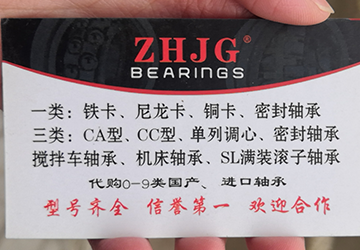 ZHJG®
BEARINGS
一类：铁卡、尼龙卡、铜卡、密封轴承
三类：CA型、CC型、单列调心、密封轴承
搅拌车轴承、机床轴承、SL满装滚子轴承
代购0-9类国产、进口轴承
型号齐全 信誉第一 欢迎合作